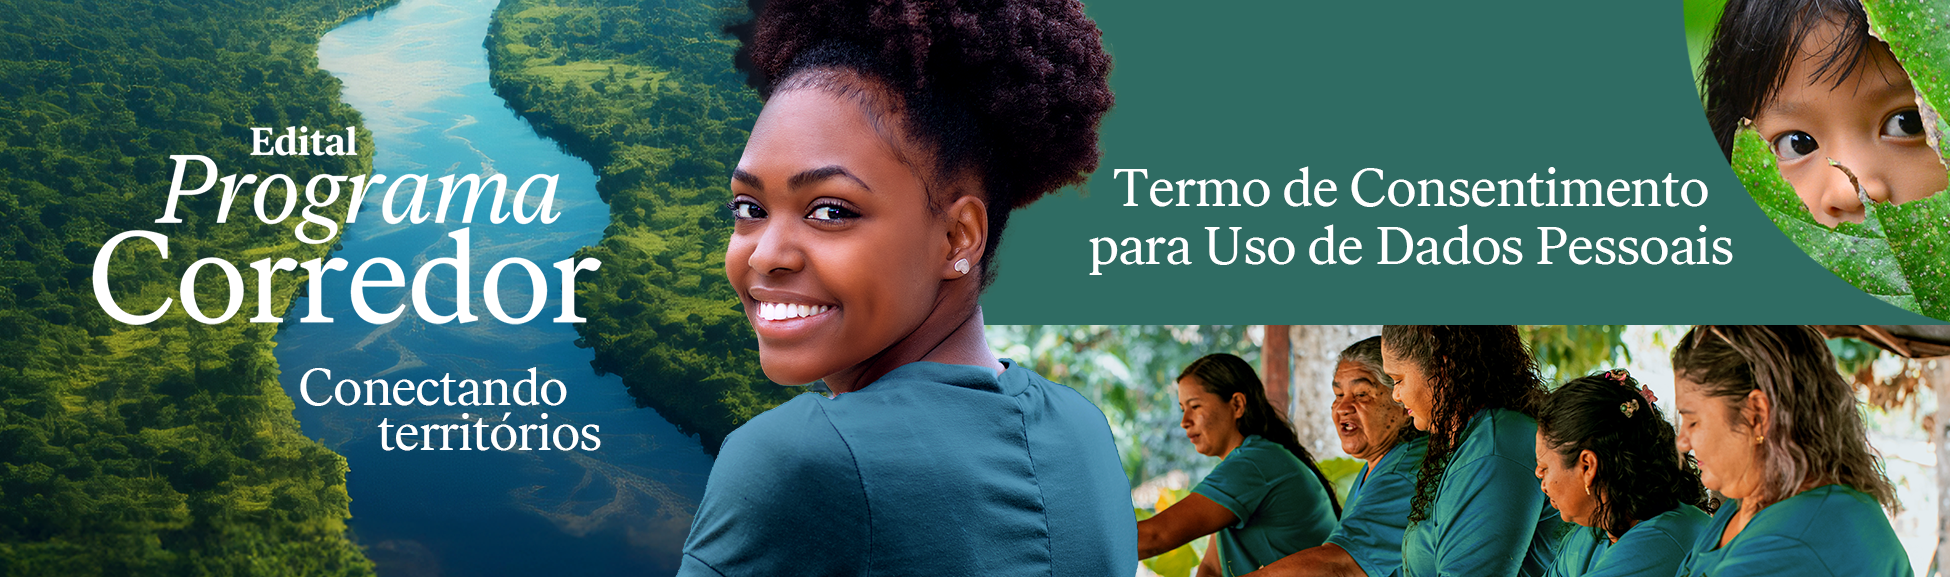 Edital
Programa
Corredor
Conectando
territórios
Termo de Consentimento
para Uso de Dados Pessoais